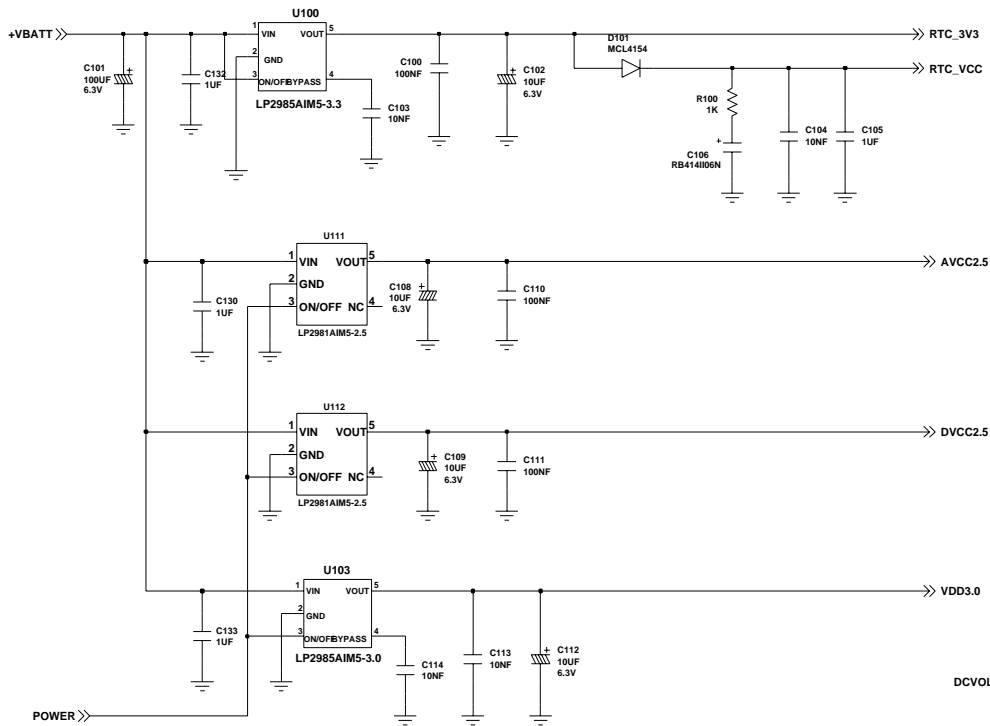 U100
+VBATT
1 VIN VOUT 5
2 GND
3 ON/OFF BYPASS 4
LP2985AIM5-3.3
C101
100UF
6.3V
C132
1UF
C103
10NF
C100
100NF
C102
10UF
6.3V
D101
MCL4154
RTC_3V3
RTC_VCC
R100
1K
C106
RB414II06N
C104
10NF
C105
1UF
U111
1 VIN VOUT 5
2 GND
3 ON/OFF NC 4
LP2981AIM5-2.5
C130
1UF
C108
10UF
6.3V
C110
100NF
AVCC2.5
U112
1 VIN VOUT 5
2 GND
3 ON/OFF NC 4
LP2981AIM5-2.5
C109
10UF
6.3V
C111
100NF
DVCC2.5
U103
1 VIN VOUT 5
2 GND
3 ON/OFF BYPASS 4
LP2985AIM5-3.0
C133
1UF
C114
10NF
C113
10NF
C112
10UF
6.3V
VDD3.0
DCVOL
POWER